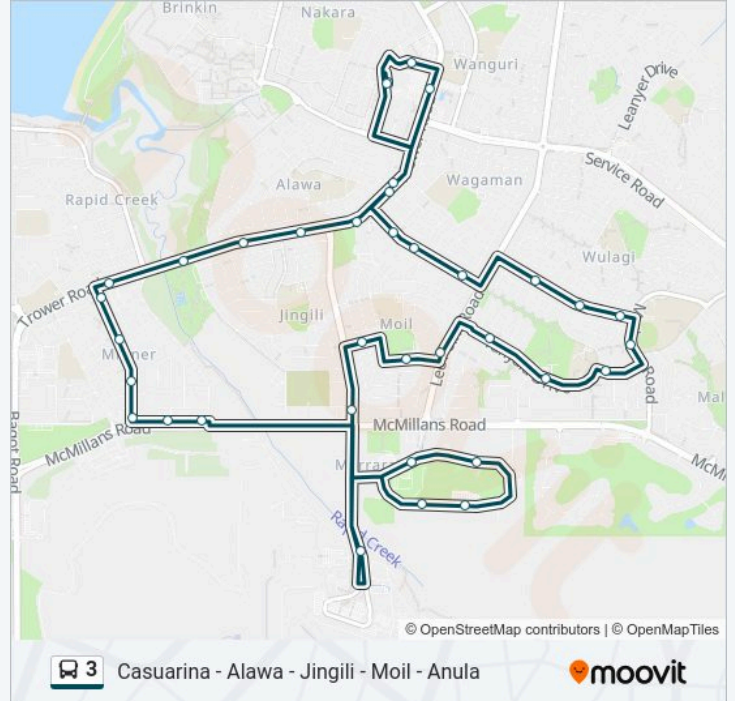 Brinkin
Nakara
Wanguri
Leanyer Drive
Service Road
Alawa
Wagaman
Rapid Creek
Wulagi
Trower Road
Jingili
Moil
Road
McMillans Road
McMillans Road
Bagot Road
Rapid Creek
© OpenStreetMap contributors | © OpenMapTiles
3 Casuarina - Alawa - Jingili - Moil - Anula
moovit